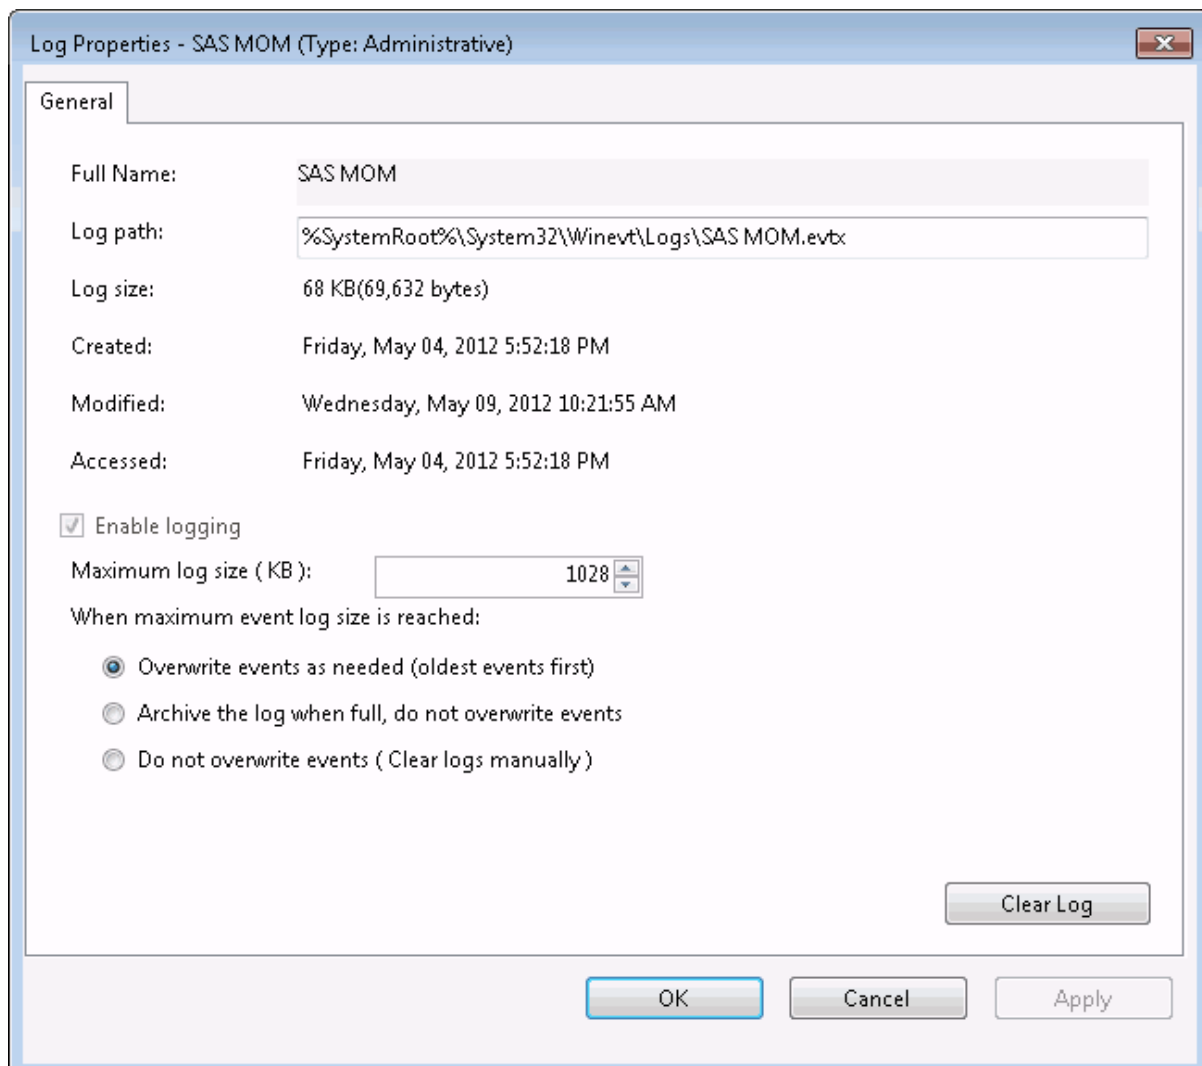 Log Properties - SAS MOM (Type: Administrative)
General
Full Name: SAS MOM
Log path: %SystemRoot%\System32\Winevt\Logs\SAS MOM.evtx
Log size: 68 KB(69,632 bytes)
Created: Friday, May 04, 2012 5:52:18 PM
Modified: Wednesday, May 09, 2012 10:21:55 AM
Accessed: Friday, May 04, 2012 5:52:18 PM
Enable logging
Maximum log size ( KB ): 1028
When maximum event log size is reached:
Overwrite events as needed (oldest events first)
Archive the log when full, do not overwrite events
Do not overwrite events ( Clear logs manually )
Clear Log
OK Cancel Apply